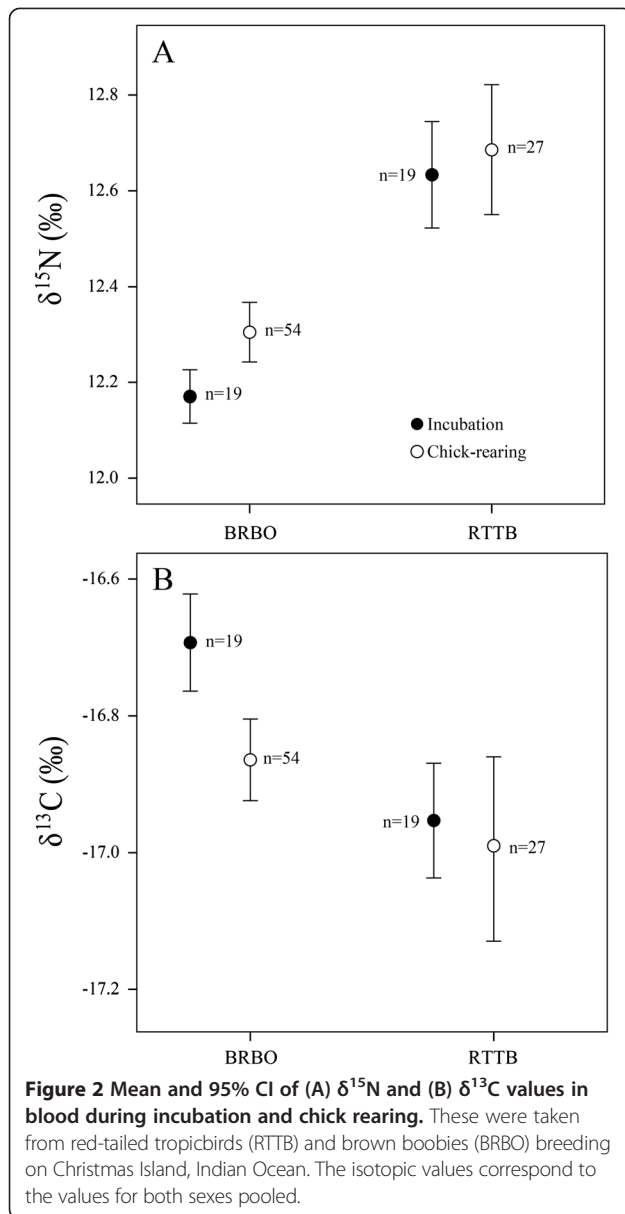 A
12.8
12.6
12.4
12.2
12.0
δ¹⁵N (‰)
n=19
n=54
n=19
n=27
Incubation
Chick-rearing
BRBO
RTTB
B
-16.6
-16.8
-17.0
-17.2
δ¹³C (‰)
n=19
n=54
n=19
n=27
BRBO
RTTB
Figure 2 Mean and 95% CI of (A) δ¹⁵N and (B) δ¹³C values in
blood during incubation and chick rearing. These were taken
from red-tailed tropicbirds (RTTB) and brown boobies (BRBO) breeding
on Christmas Island, Indian Ocean. The isotopic values correspond to
the values for both sexes pooled.